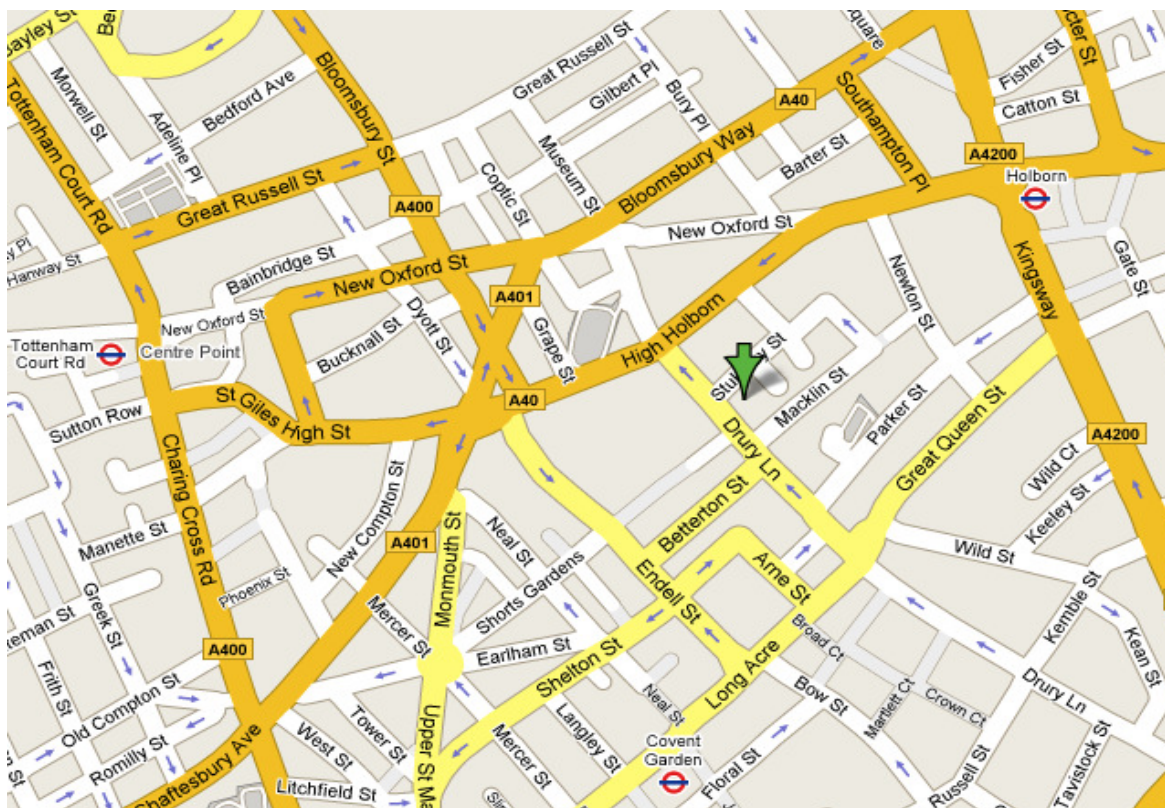 Bayley St
Tottenham Court Rd
Morwell St
Adeline Pl
Bedford Ave
Bloomsbury St
Great Russell St
Gilbert Pl
Bury Pl
Square
Southampton Pl
Fisher St
Catton St
A40
Barter St
A4200
Holborn
Museum St
Coptic St
Bloomsbury Way
Great Russell St
A400
New Oxford St
Hanway St
Bainbridge St
New Oxford St
A401
Newton St
Kingsway
Gate St
New Oxford St
Dyott St
Bucknall St
Grape St
High Holborn
Tottenham
Court Rd
Centre Point
Macklin St
Parker St
Great Queen St
Sutton Row
St Giles High St
A40
Drury Ln
A4200
Charing Cross Rd
New Compton St
Betterton St
Wild Ct
Keeley St
Manette St
A401
Monmouth St
Neal St
Endell St
Arne St
Wild St
Phoenix St
Greek St
Mercer St
Shorts Gardens
Kemble St
Kean St
Frith St
A400
Earlham St
Shelton St
Long Acre
Broad Ct
Old Compton St
Romilly St
Shaftesbury Ave
West St
Tower St
Upper St Ma
Mercer St
Langley St
Neal St
Bow St
Martlett Ct
Crown Ct
Drury Ln
Litchfield St
Covent
Garden
Floral St
Russell St
Tavistock St